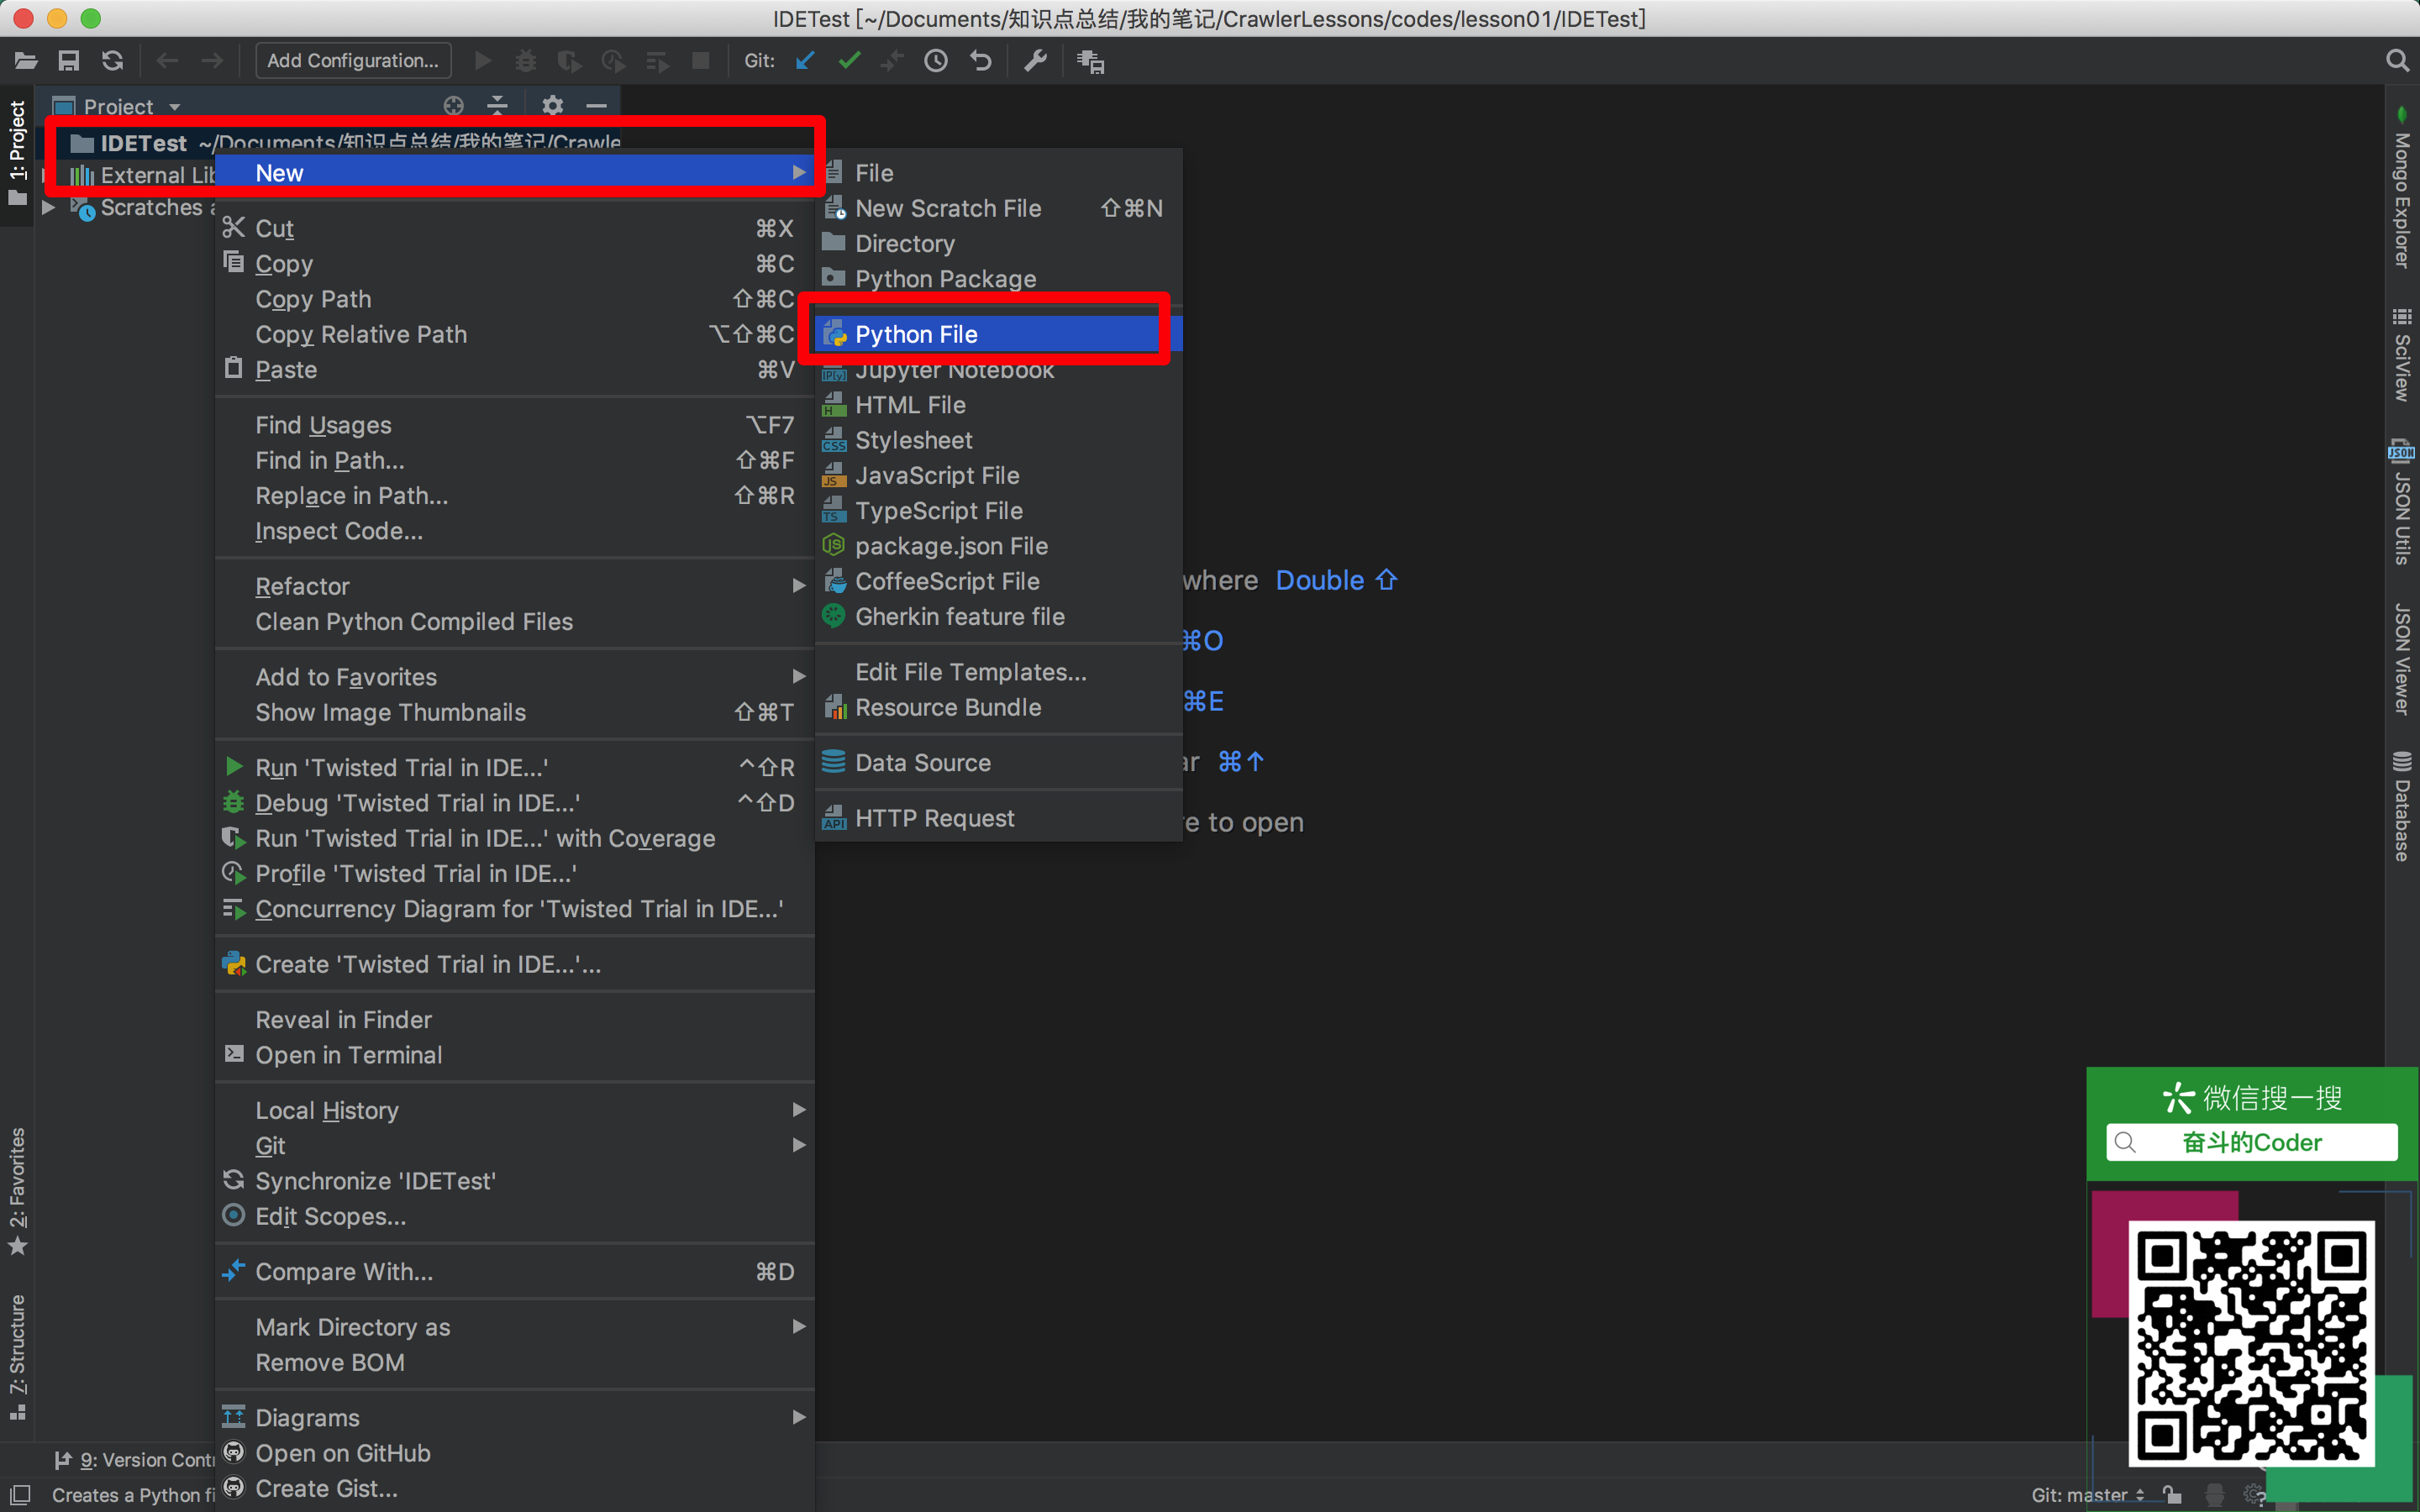 IDETest [~/Documents/知识点总结/我的笔记/CrawlerLessons/codes/lesson01/IDETest]
Add Configuration...
Git:
1: Project
Project
IDETest ~/Documents/知识点总结/我的笔记/Crawle
External Lib
Scratches a
New
Cut ⌘X
Copy ⌘C
Copy Path ⇧⌘C
Copy Relative Path ⌥⇧⌘C
Paste ⌘V
Find Usages ⌥F7
Find in Path... ⇧⌘F
Replace in Path... ⇧⌘R
Inspect Code...
Refactor
Clean Python Compiled Files
Add to Favorites
Show Image Thumbnails ⇧⌘T
Run 'Twisted Trial in IDE...' ^⇧R
Debug 'Twisted Trial in IDE...' ^⇧D
Run 'Twisted Trial in IDE...' with Coverage
Profile 'Twisted Trial in IDE...'
Concurrency Diagram for 'Twisted Trial in IDE...'
Create 'Twisted Trial in IDE...'...
Reveal in Finder
Open in Terminal
Local History
Git
Synchronize 'IDETest'
Edit Scopes...
Compare With... ⌘D
Mark Directory as
Remove BOM
Diagrams
Open on GitHub
Create Gist...
File
New Scratch File ⇧⌘N
Directory
Python Package
Python File
Jupyter Notebook
HTML File
Stylesheet
JavaScript File
TypeScript File
package.json File
CoffeeScript File
Gherkin feature file
Edit File Templates...
Resource Bundle
Data Source
HTTP Request
where Double ⇧
⌘O
⌘E
ar ⌘↑
re to open
Mongo Explorer
SciView
JSON Utils
JSON Viewer
Database
2: Favorites
7: Structure
9: Version Contr
Creates a Python fi
微信搜一搜
奋斗的Coder
Git: master